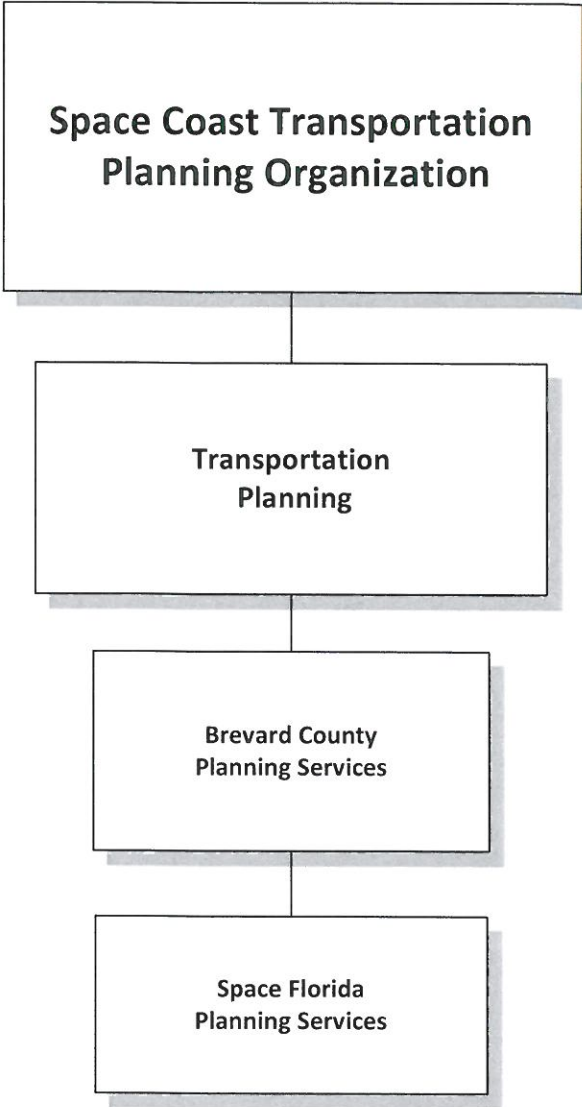 Space Coast Transportation
Planning Organization
Transportation
Planning
Brevard County
Planning Services
Space Florida
Planning Services